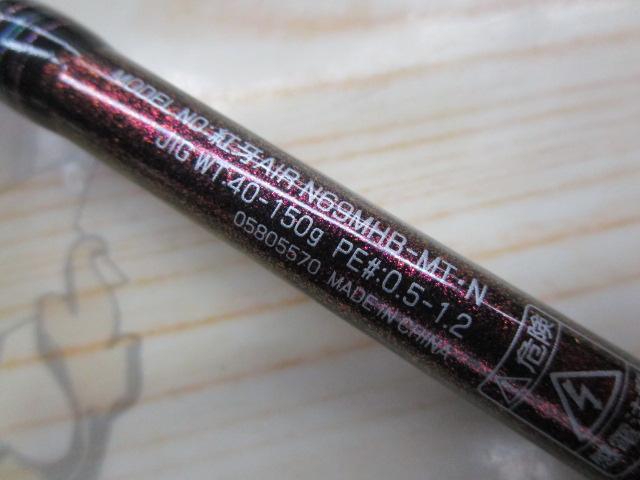 MODEL NO.紅牙AIR N69MHB-MT・N
JIG WT.40-150g PE#:0.5-1.2
05805570 MADE IN CHINA
危険